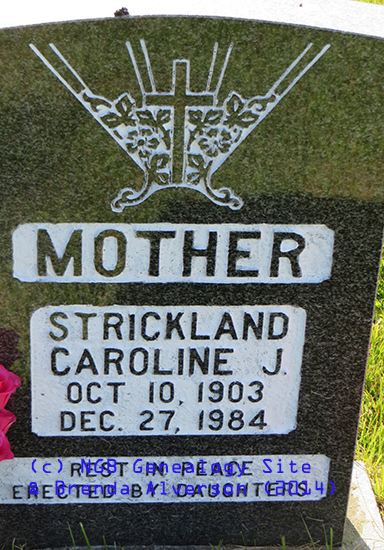 MOTHER
STRICKLAND
CAROLINE J.
OCT 10, 1903
DEC. 27, 1984
REST IN PEACE
ERECTED BY DAUGHTERS
(c) NGB Genealogy Site
& Brenda Alverson (2014)